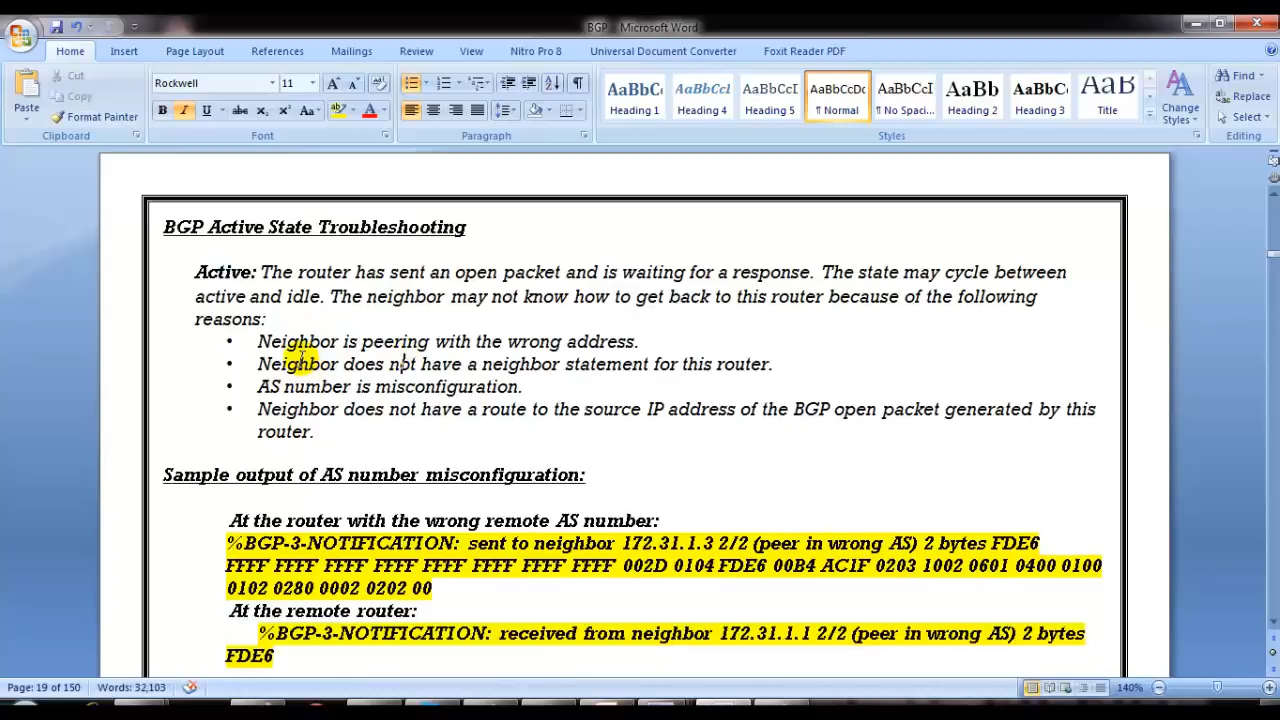 BGP - Microsoft Word
Home Insert Page Layout References Mailings Review View Nitro Pro 8 Universal Document Converter Foxit Reader PDF
Paste
Cut
Copy
Format Painter
Clipboard
Rockwell 11
B I U abc x₂ x² Aa
Font
Paragraph
AaBbC AaBbCcI AaBbCcI AaBbCcDc AaBbCcI AaBb AaBbC AaB
Heading 1 Heading 4 Heading 5 ¶ Normal ¶ No Spaci... Heading 2 Heading 3 Title
Change Styles
Styles
Find
Replace
Select
Editing
BGP Active State Troubleshooting
Active: The router has sent an open packet and is waiting for a response. The state may cycle between
active and idle. The neighbor may not know how to get back to this router because of the following
reasons:
• Neighbor is peering with the wrong address.
• Neighbor does not have a neighbor statement for this router.
• AS number is misconfiguration.
• Neighbor does not have a route to the source IP address of the BGP open packet generated by this
router.
Sample output of AS number misconfiguration:
At the router with the wrong remote AS number:
%BGP-3-NOTIFICATION: sent to neighbor 172.31.1.3 2/2 (peer in wrong AS) 2 bytes FDE6
FFFF FFFF FFFF FFFF FFFF FFFF FFFF FFFF 002D 0104 FDE6 00B4 AC1F 0203 1002 0601 0400 0100
0102 0280 0002 0202 00
At the remote router:
%BGP-3-NOTIFICATION: received from neighbor 172.31.1.1 2/2 (peer in wrong AS) 2 bytes
FDE6
Page: 19 of 150 Words: 32,103 140%